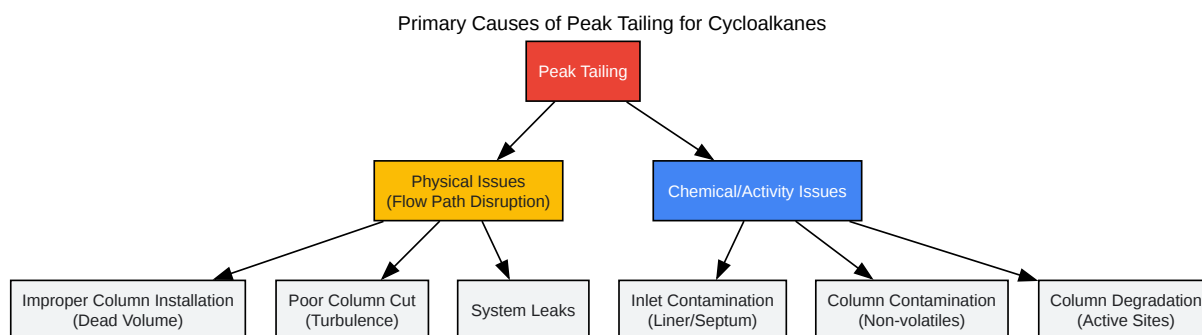 Primary Causes of Peak Tailing for Cycloalkanes
Peak Tailing
Physical Issues
(Flow Path Disruption)
Chemical/Activity Issues
Improper Column Installation
(Dead Volume)
Poor Column Cut
(Turbulence)
System Leaks
Inlet Contamination
(Liner/Septum)
Column Contamination
(Non-volatiles)
Column Degradation
(Active Sites)